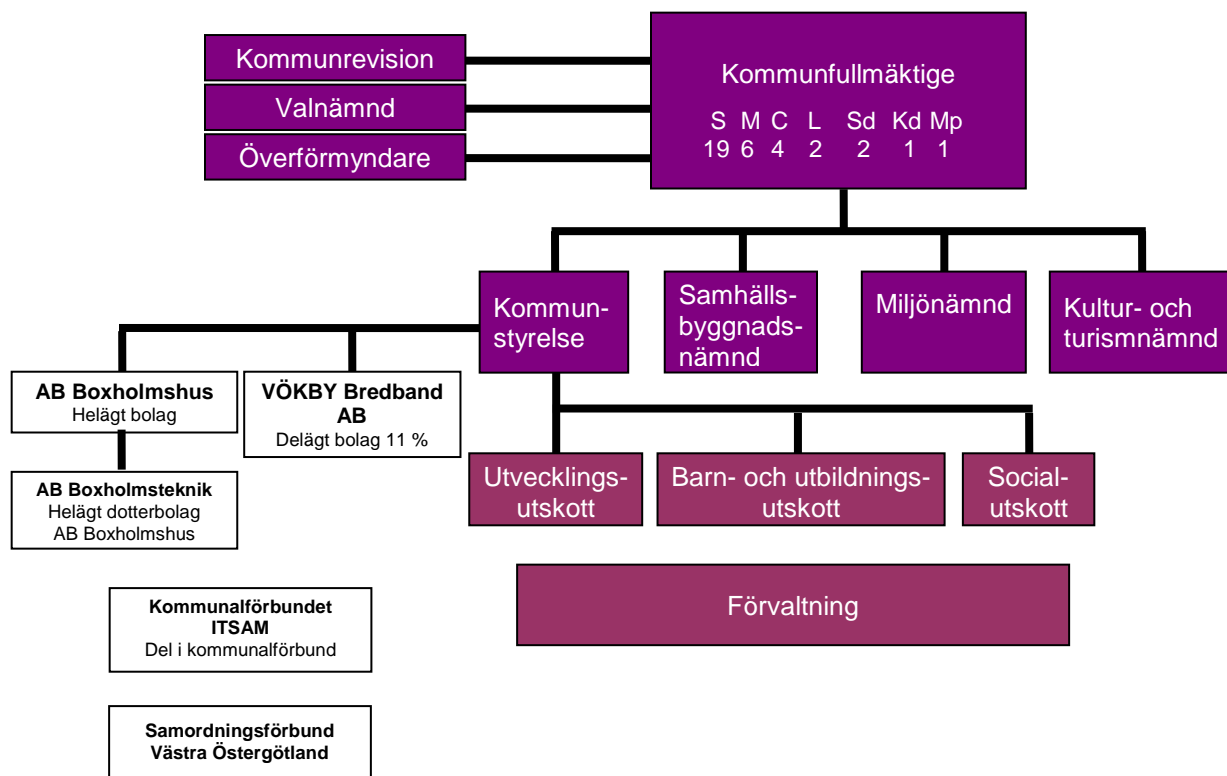 Kommunrevision
Valnämnd
Överförmyndare
Kommunfullmäktige
S M C L Sd Kd Mp
19 6 4 2 2 1 1
Kommun-
styrelse
Samhälls-
byggnads-
nämnd
Miljönämnd
Kultur- och
turismnämnd
AB Boxholmshus
Helägt bolag
VÖKBY Bredband
AB
Delägt bolag 11 %
AB Boxholmsteknik
Helägt dotterbolag
AB Boxholmshus
Utvecklings-
utskott
Barn- och utbildnings-
utskott
Social-
utskott
Förvaltning
Kommunalförbundet
ITSAM
Del i kommunalförbund
Samordningsförbund
Västra Östergötland